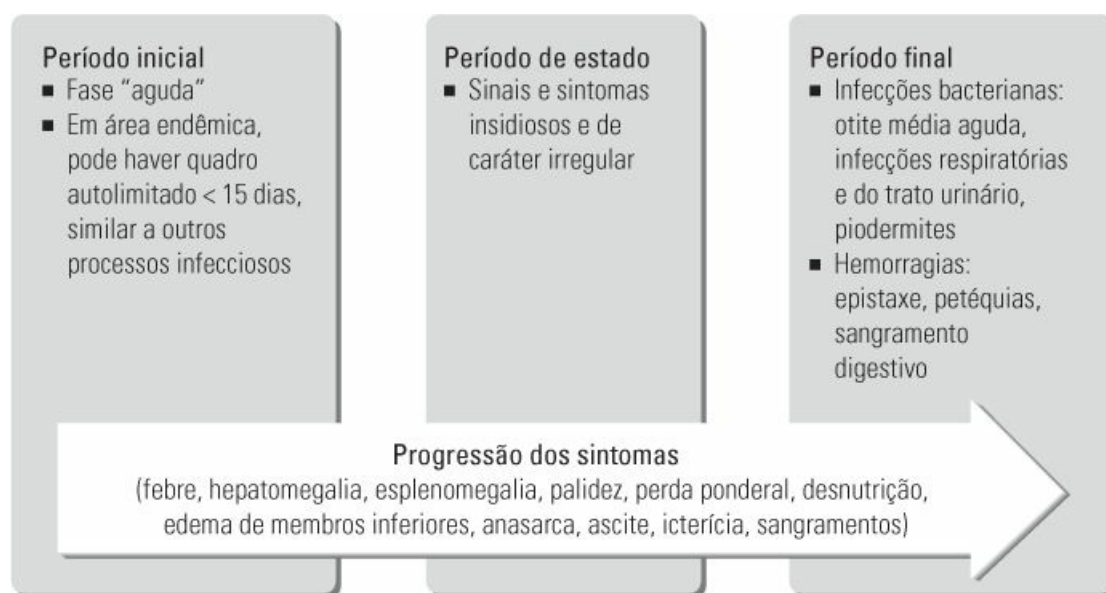 Período inicial
■ Fase “aguda”
■ Em área endêmica,
pode haver quadro
autolimitado < 15 dias,
similar a outros
processos infecciosos
Período de estado
■ Sinais e sintomas
insidiosos e de
caráter irregular
Período final
■ Infecções bacterianas:
otite média aguda,
infecções respiratórias
e do trato urinário,
piodermites
■ Hemorragias:
epistaxe, petéquias,
sangramento
digestivo
Progressão dos sintomas
(febre, hepatomegalia, esplenomegalia, palidez, perda ponderal, desnutrição,
edema de membros inferiores, anasarca, ascite, icterícia, sangramentos)